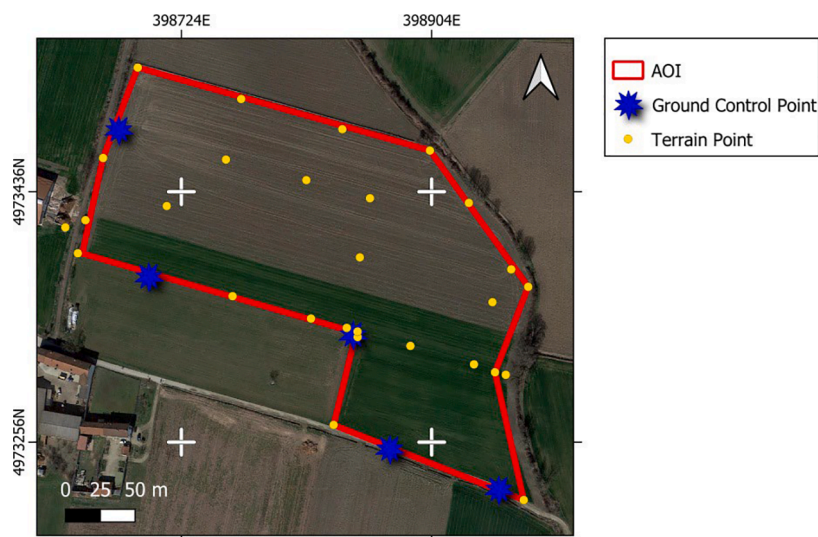 398724E 398904E
4973436N
4973256N
0 25 50 m
AOI
Ground Control Point
Terrain Point